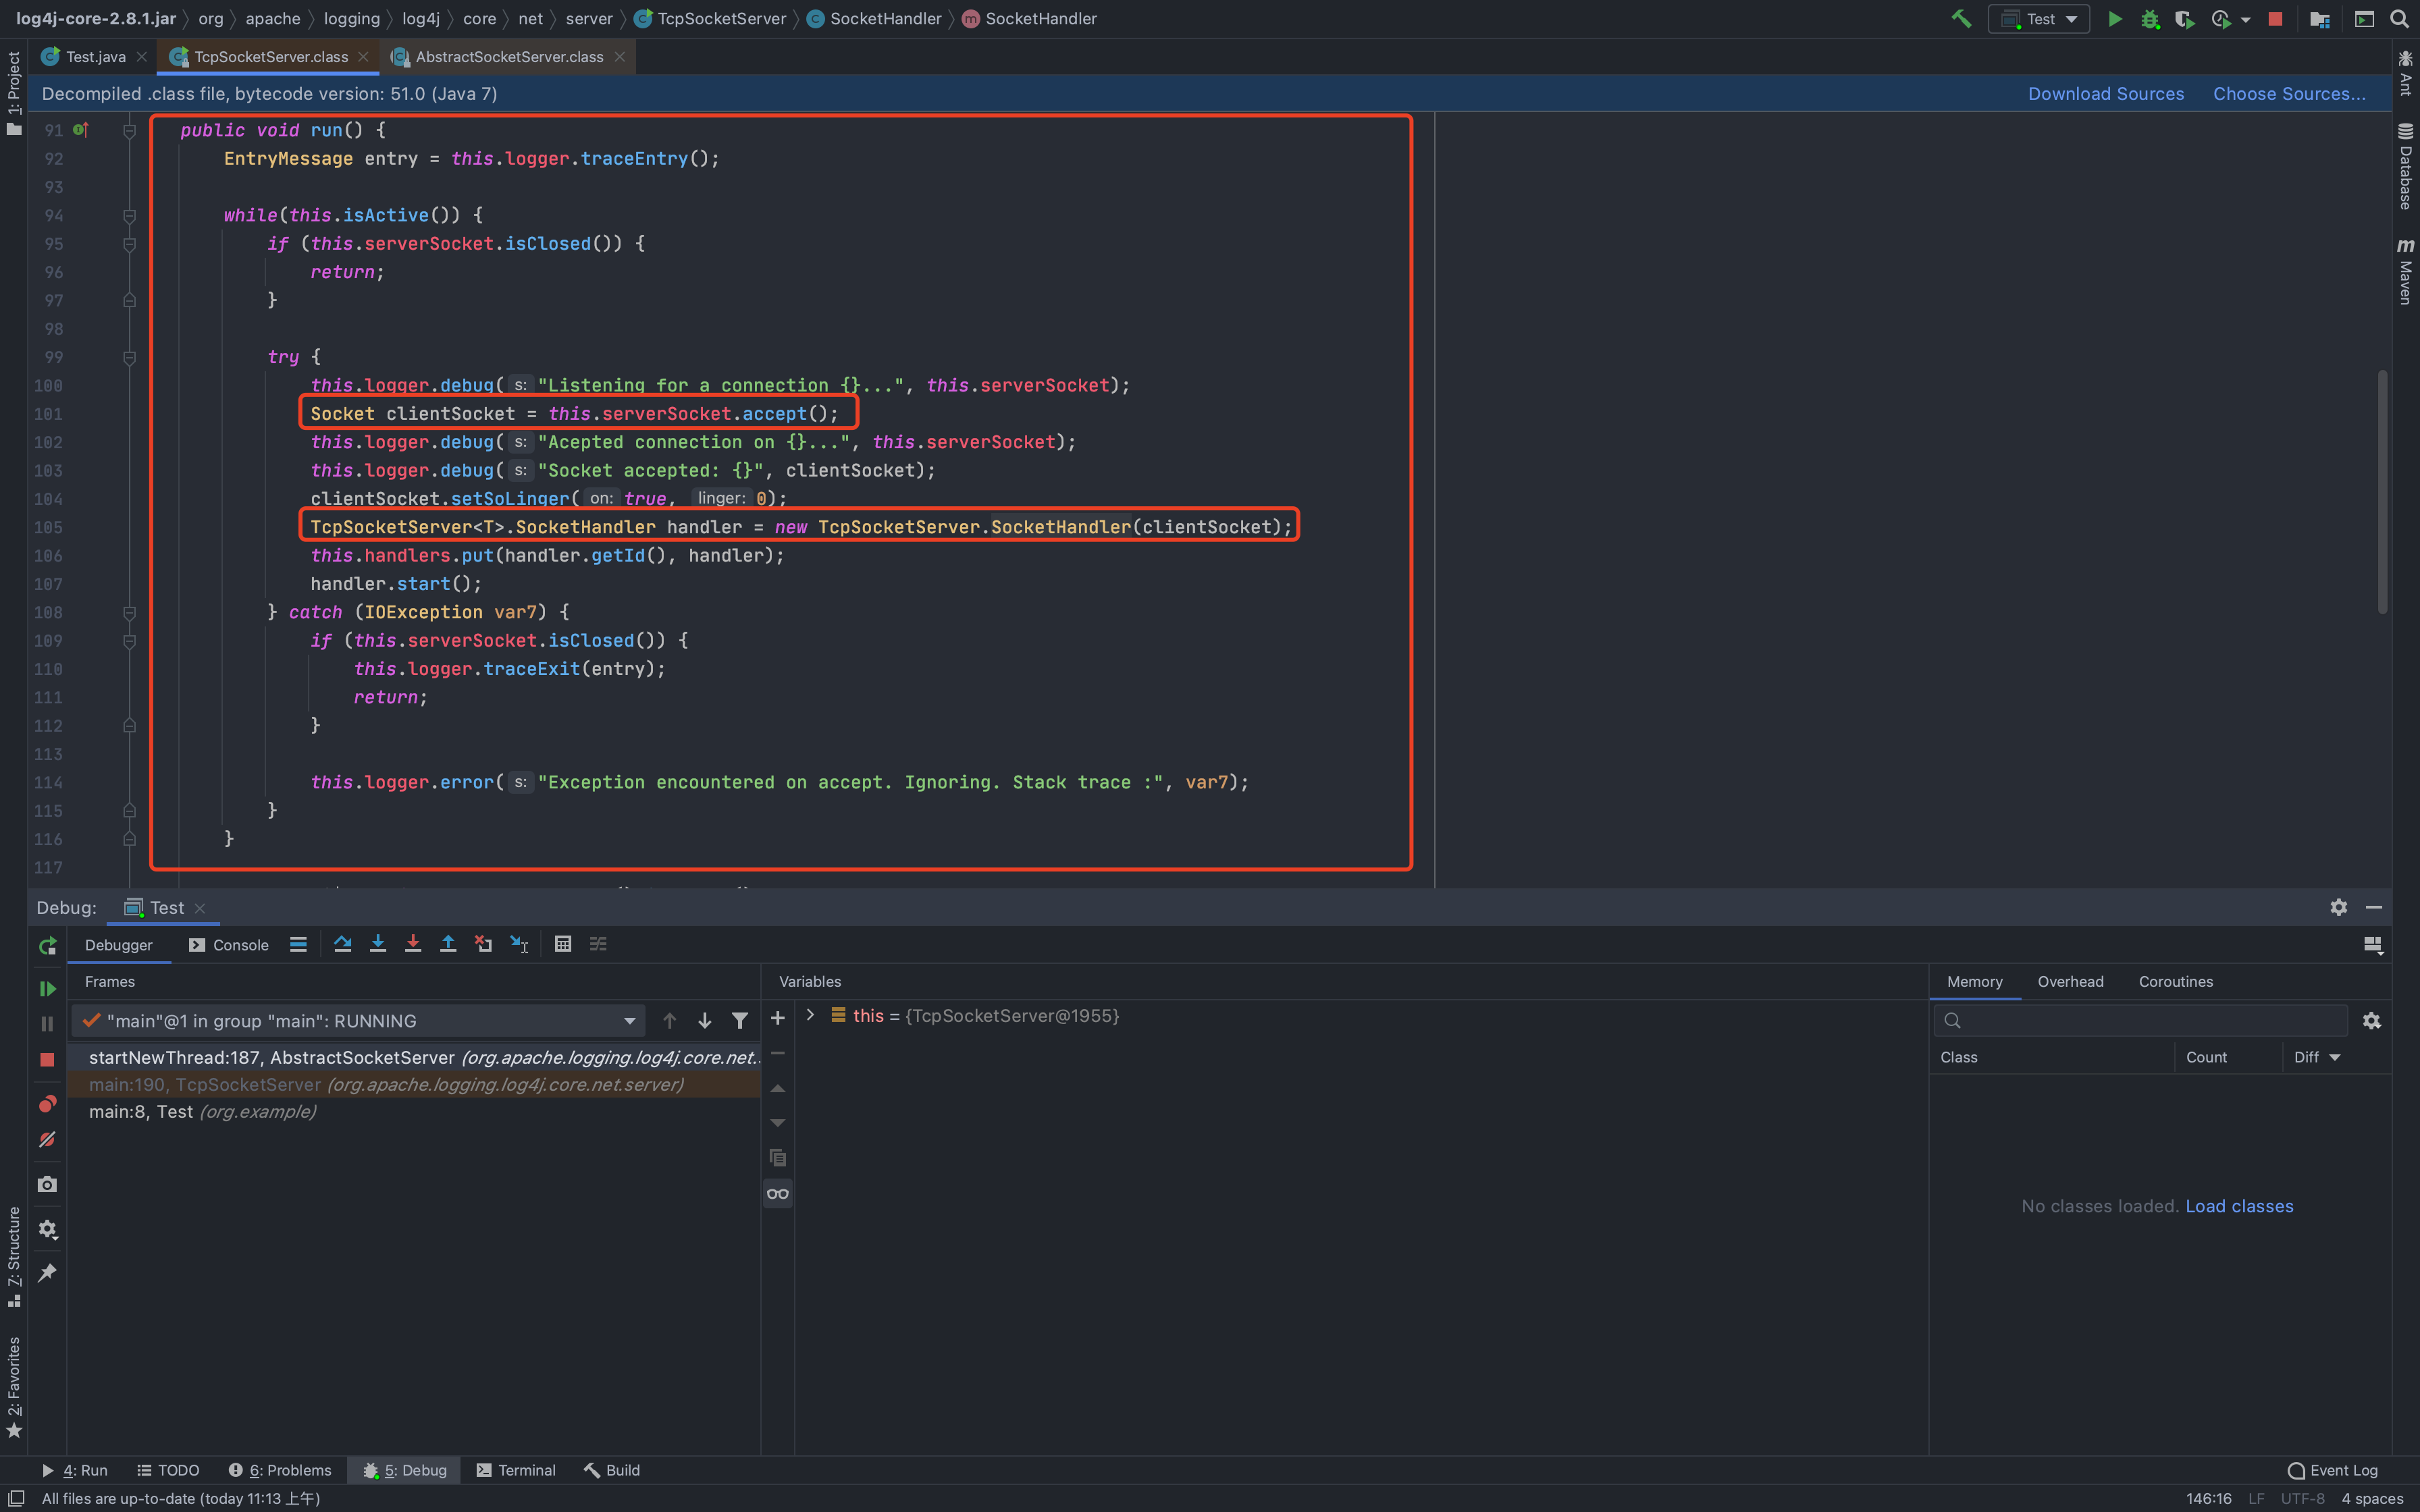 log4j-core-2.8.1.jar org apache logging log4j core net server TcpSocketServer SocketHandler SocketHandler Test
Test.java TcpSocketServer.class AbstractSocketServer.class
Decompiled .class file, bytecode version: 51.0 (Java 7) Download Sources Choose Sources...
1: Project
91 public void run() {
92 EntryMessage entry = this.logger.traceEntry();
93
94 while(this.isActive()) {
95 if (this.serverSocket.isClosed()) {
96 return;
97 }
98
99 try {
100 this.logger.debug( s: "Listening for a connection {}...", this.serverSocket);
101 Socket clientSocket = this.serverSocket.accept();
102 this.logger.debug( s: "Acepted connection on {}...", this.serverSocket);
103 this.logger.debug( s: "Socket accepted: {}", clientSocket);
104 clientSocket.setSoLinger( on: true, linger: 0);
105 TcpSocketServer<T>.SocketHandler handler = new TcpSocketServer.SocketHandler(clientSocket);
106 this.handlers.put(handler.getId(), handler);
107 handler.start();
108 } catch (IOException var7) {
109 if (this.serverSocket.isClosed()) {
110 this.logger.traceExit(entry);
111 return;
112 }
113
114 this.logger.error( s: "Exception encountered on accept. Ignoring. Stack trace :", var7);
115 }
116 }
117
Ant
Database
Maven
Debug: Test
Debugger Console
Frames Variables Memory Overhead Coroutines
"main"@1 in group "main": RUNNING
this = {TcpSocketServer@1955}
startNewThread:187, AbstractSocketServer (org.apache.logging.log4j.core.net.
main:190, TcpSocketServer (org.apache.logging.log4j.core.net.server)
main:8, Test (org.example)
Class Count Diff
No classes loaded. Load classes
7: Structure
2: Favorites
4: Run TODO 6: Problems 5: Debug Terminal Build Event Log
All files are up-to-date (today 11:13 上午) 146:16 LF UTF-8 4 spaces